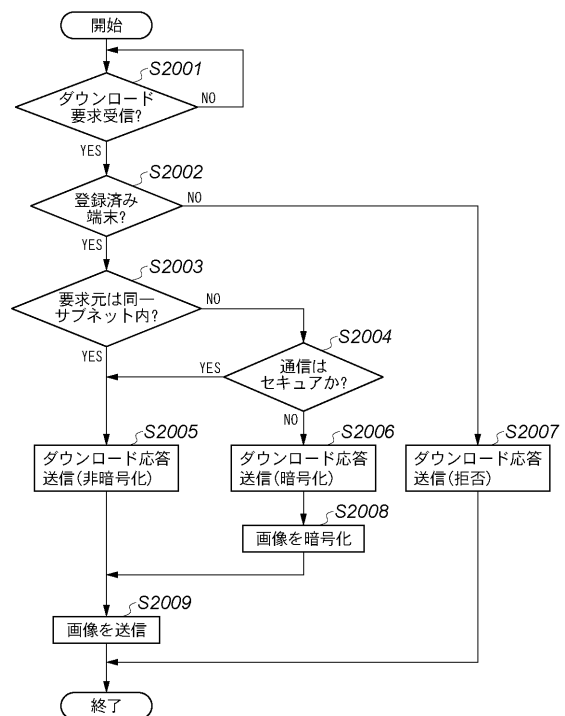 開始
S2001
ダウンロード
要求受信?
NO
YES
S2002
登録済み
端末?
NO
YES
S2003
要求元は同一
サブネット内?
NO
YES
S2004
通信は
セキュアか?
YES
NO
S2005
ダウンロード応答
送信(非暗号化)
S2006
ダウンロード応答
送信(暗号化)
S2007
ダウンロード応答
送信(拒否)
S2008
画像を暗号化
S2009
画像を送信
終了